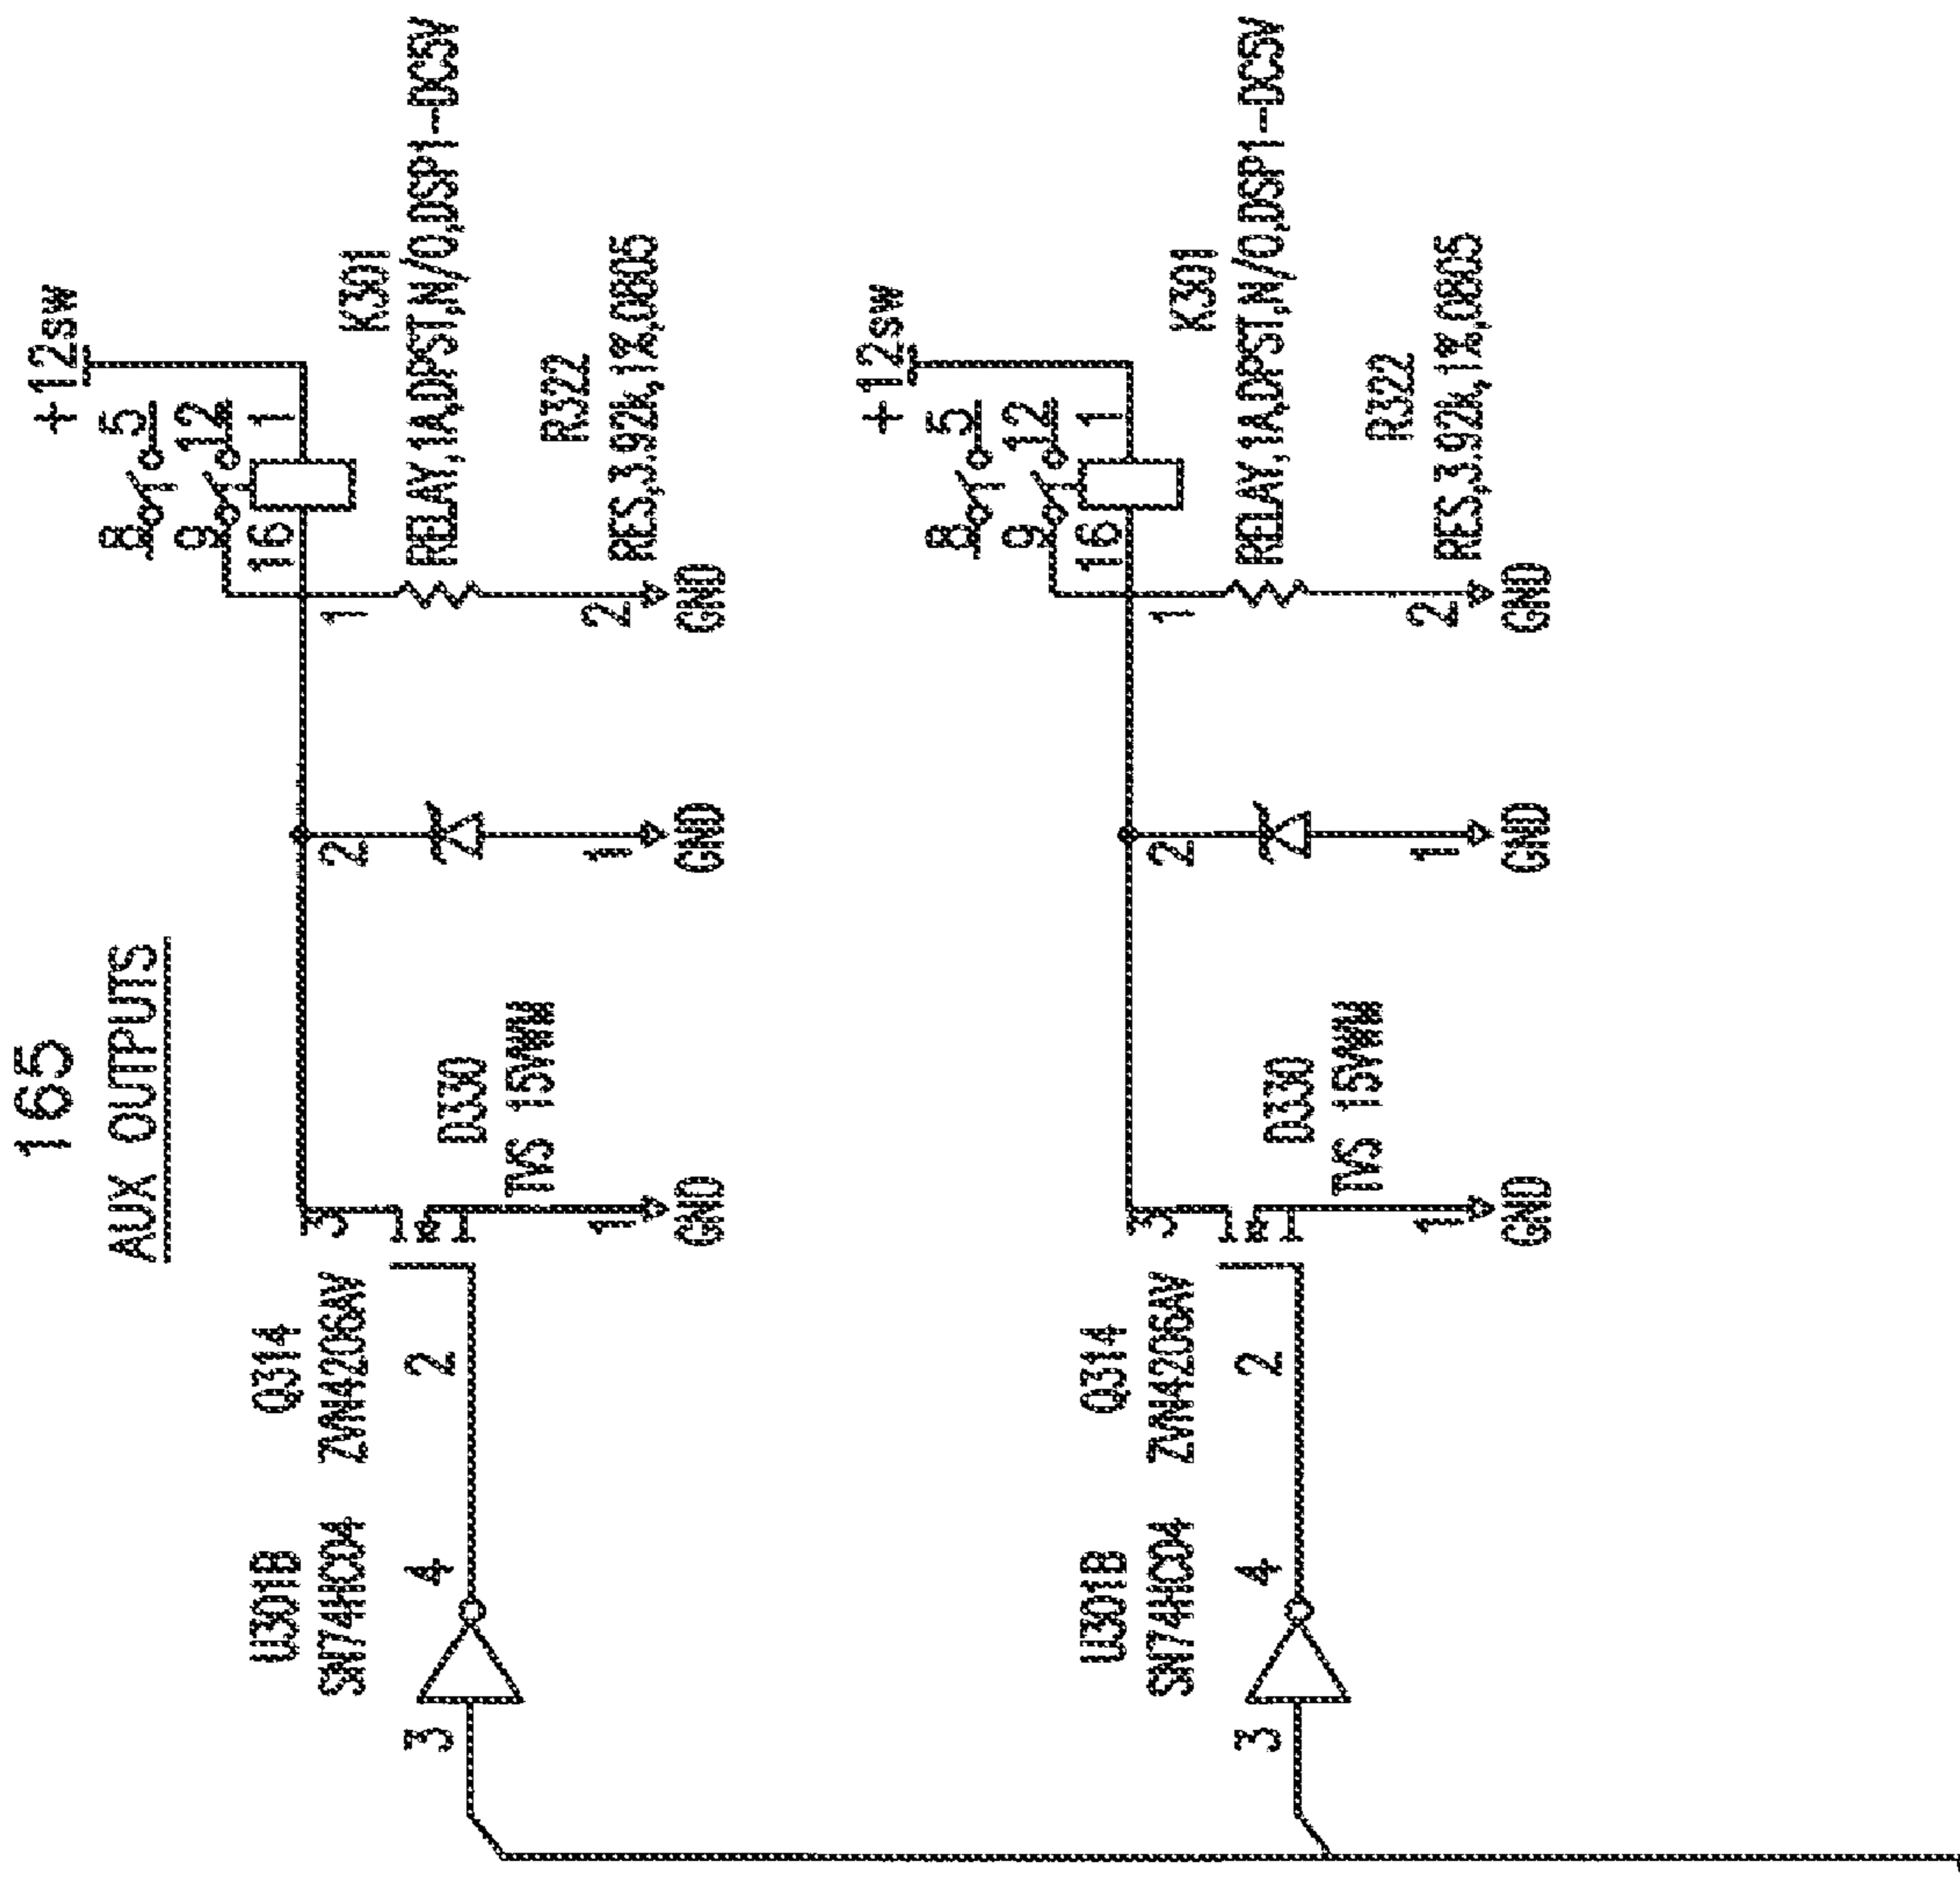 165
AUX OUTPUTS
U301B
SN74HC04
3
4
Q314
ZVN4206AV
2
3
1
GND
D330
TVS 15VWM
2
1
GND
+12sw
8
5
9
12
16
1
K301
RELAY,1A,DPST,N/O,DSP1-DC5V
1
R322
RES,3.92k,1%,0805
2
GND
U301B
SN74HC04
3
4
Q314
ZVN4206AV
2
3
1
GND
D330
TVS 15VWM
2
1
GND
+12sw
8
5
9
12
16
1
K301
RELAY,1A,DPST,N/O,DSP1-DC5V
1
R322
RES,3.92k,1%,0805
2
GND